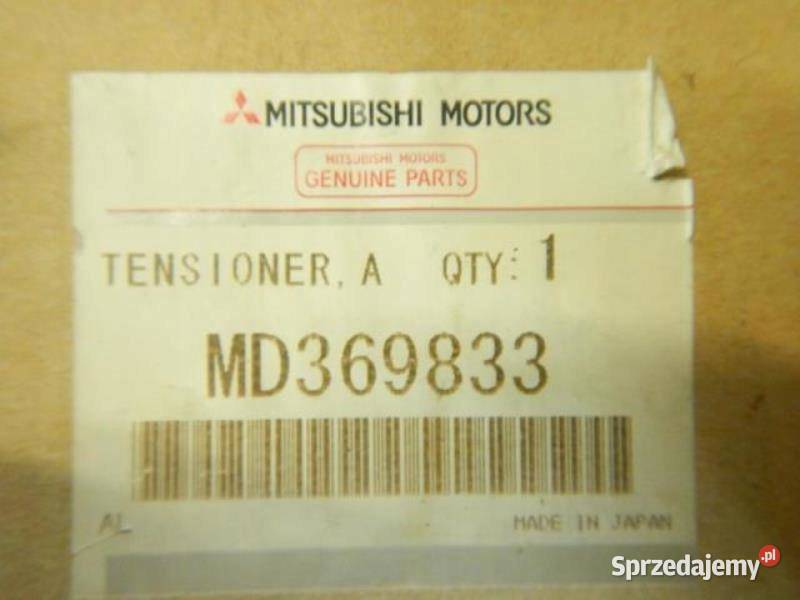 MITSUBISHI MOTORS
MITSUBISHI MOTORS
GENUINE PARTS
TENSIONER, A QTY: 1
MD369833
AL MADE IN JAPAN
Sprzedajemy.pl